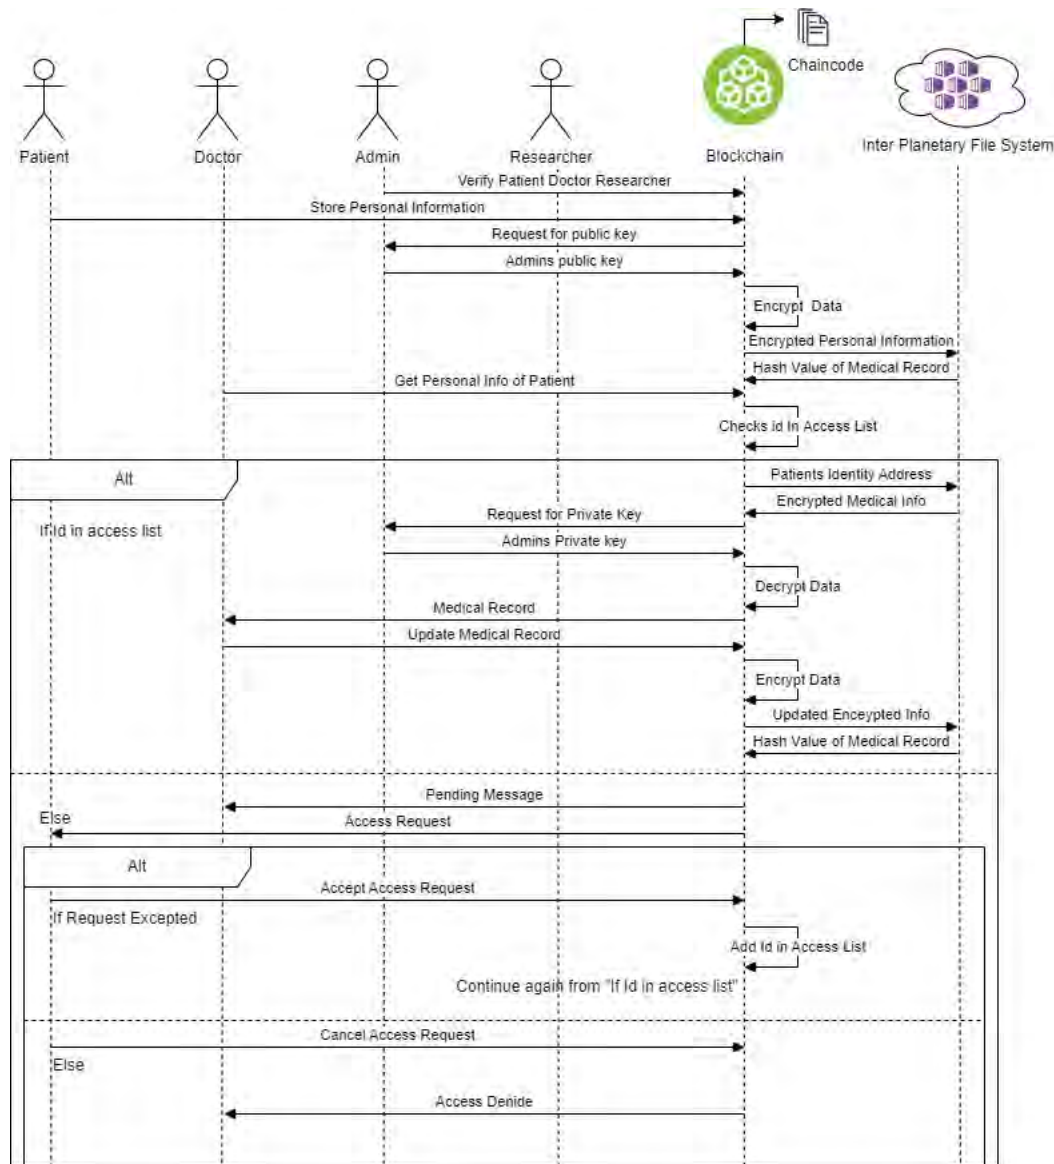 Chaincode
Patient
Doctor
Admin
Researcher
Blockchain
Inter Planetary File System
Verify Patient Doctor Researcher
Store Personal Information
Request for public key
Admins public key
Encrypt Data
Encrypted Personal Information
Hash Value of Medical Record
Get Personal Info of Patient
Checks id In Access List
Alt
Patients Identity Address
Encrypted Medical Info
If Id in access list
Request for Private Key
Admins Private key
Decrypt Data
Medical Record
Update Medical Record
Encrypt Data
Updated Enceypted Info
Hash Value of Medical Record
Pending Message
Else
Access Request
Alt
Accept Access Request
If Request Excepted
Add Id in Access List
Continue again from "If Id in access list"
Cancel Access Request
Else
Access Denide